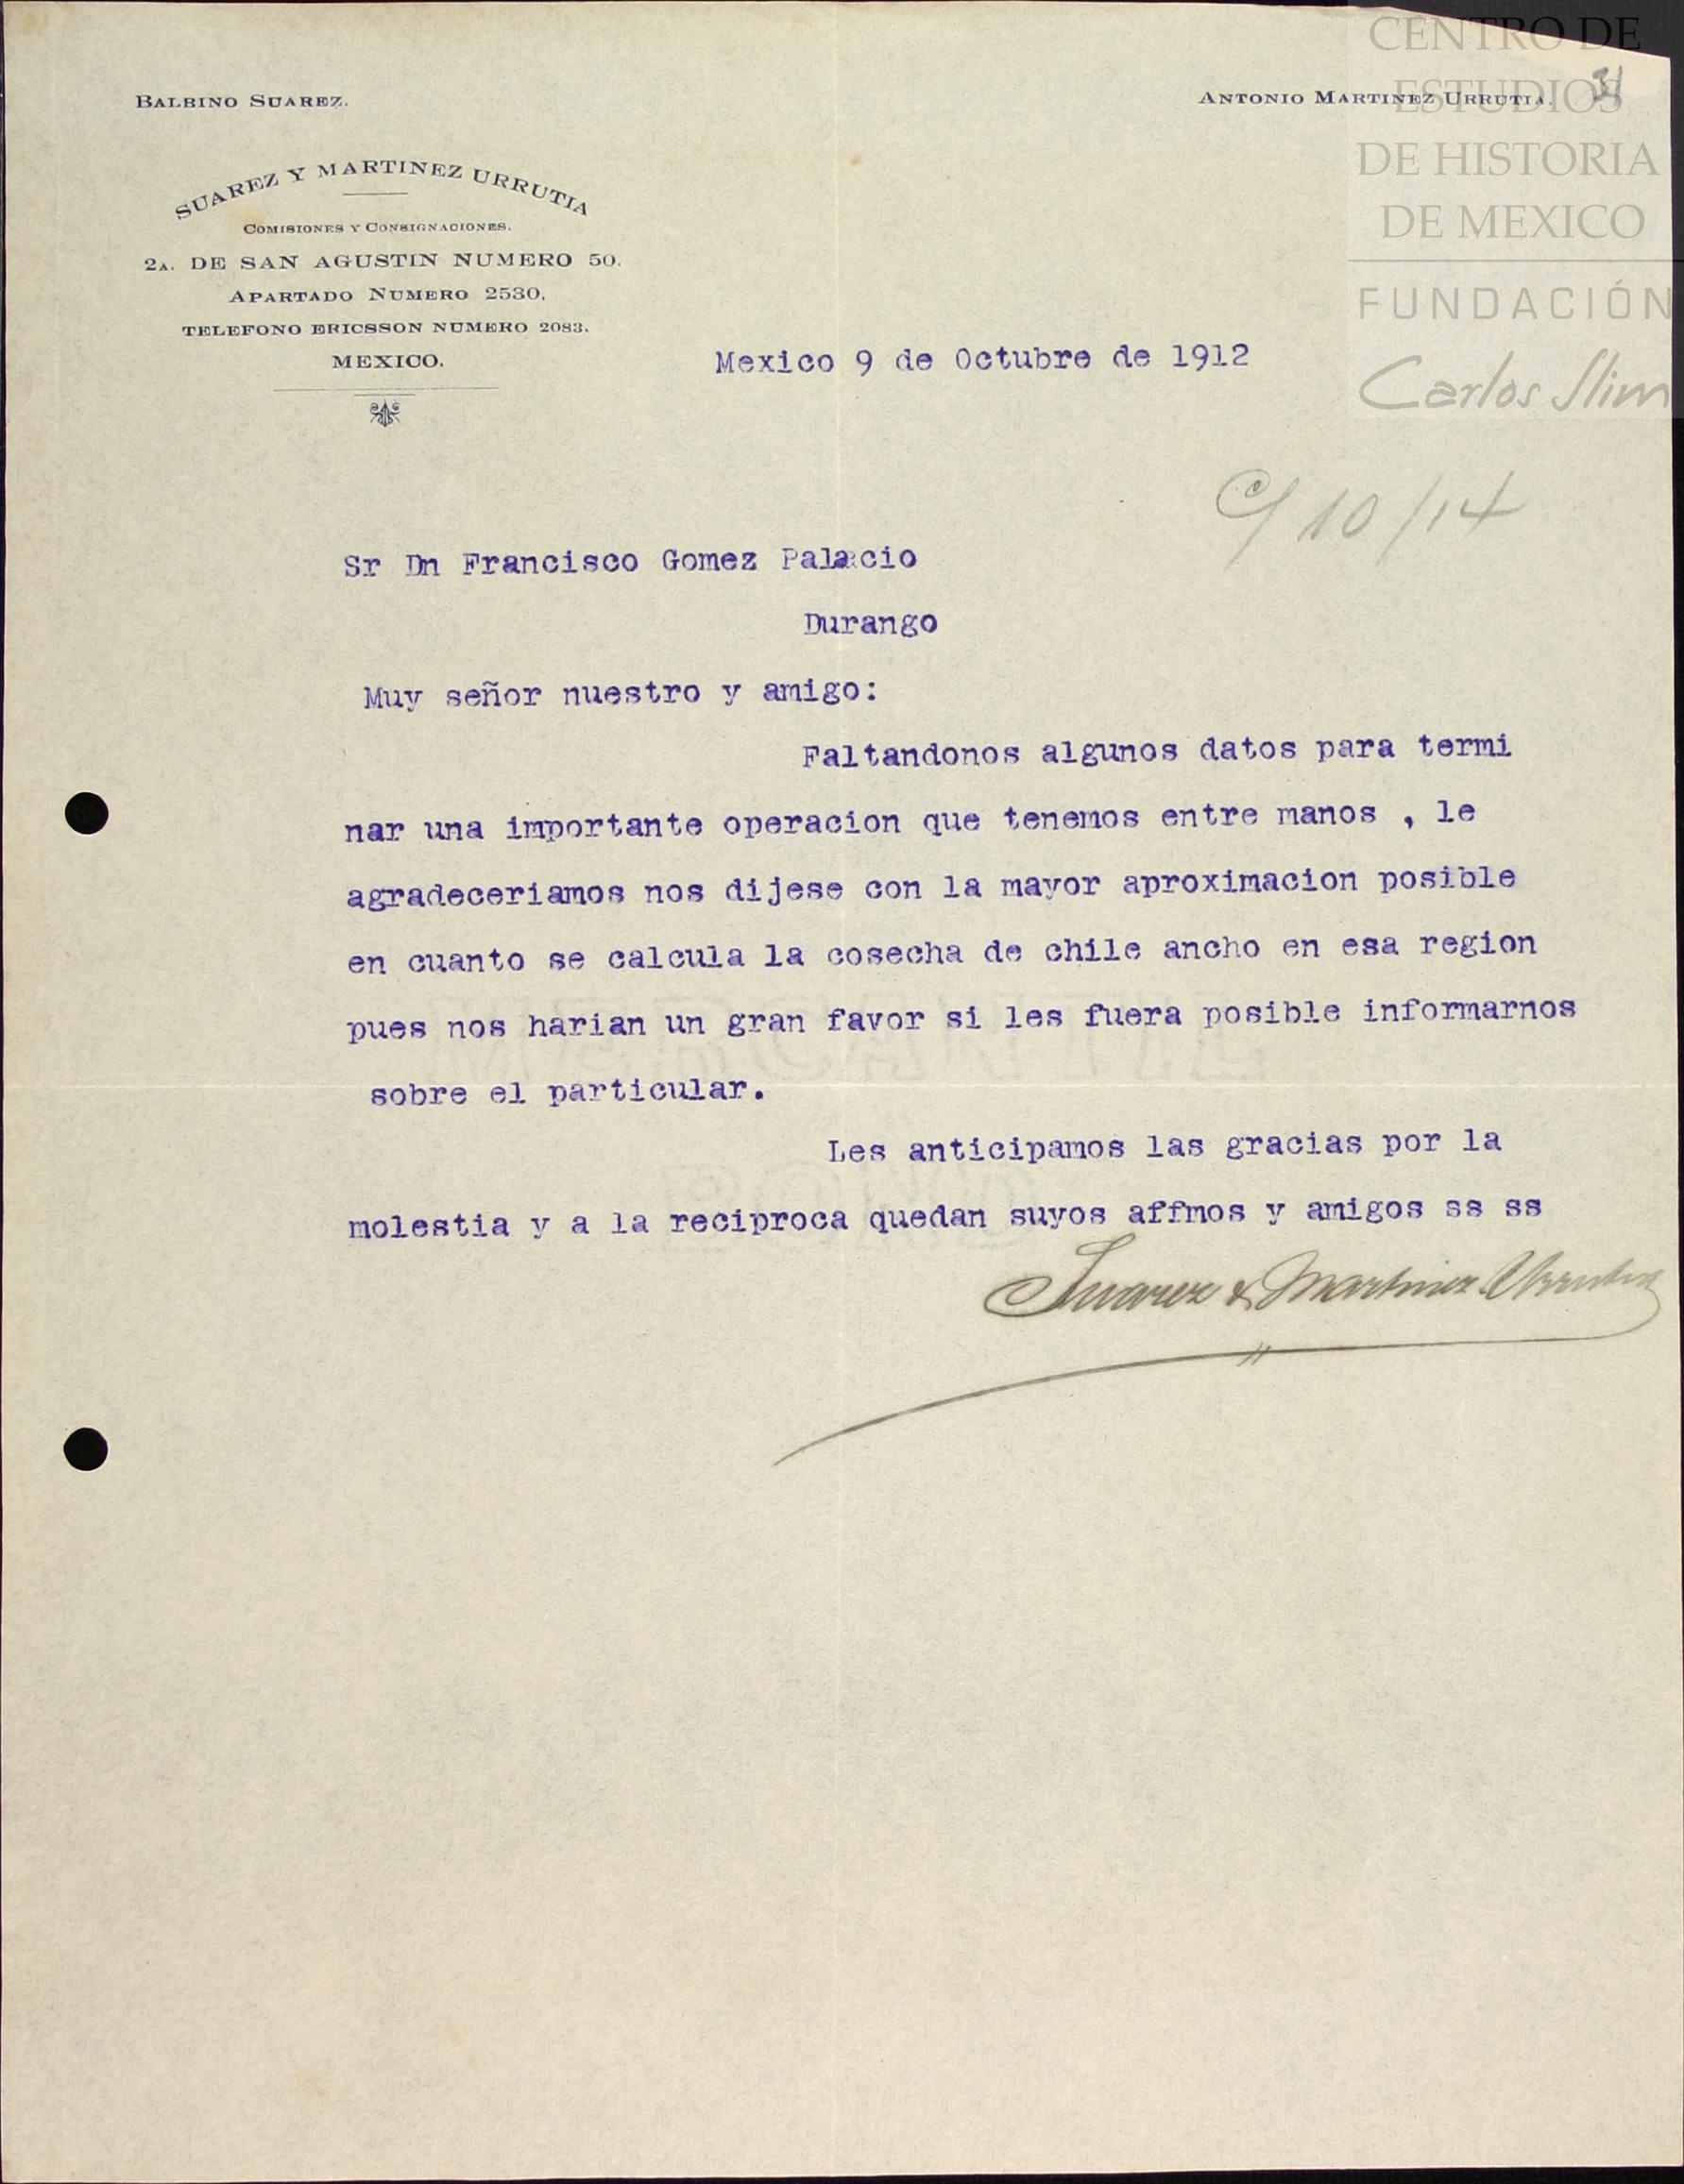 BALBINO SUAREZ.
ANTONIO MARTINEZ URRUTIA.
SUAREZ Y MARTINEZ URRUTIA
COMISIONES Y CONSIGNACIONES.
2A. DE SAN AGUSTIN NUMERO 50.
APARTADO NUMERO 2530.
TELEFONO ERICSSON NUMERO 2083.
MEXICO.
CENTRO DE
ESTUDIOS
DE HISTORIA
DE MEXICO
FUNDACIÓN
Carlos Slim
Mexico 9 de Octubre de 1912
C/ 10/14
Sr Dn Francisco Gomez Palacio
Durango
Muy señor nuestro y amigo:
Faltandonos algunos datos para termi
nar una importante operacion que tenemos entre manos , le
agradeceriamos nos dijese con la mayor aproximacion posible
en cuanto se calcula la cosecha de chile ancho en esa region
pues nos harian un gran favor si les fuera posible informarnos
sobre el particular.
Les anticipamos las gracias por la
molestia y a la reciproca quedan suyos affmos y amigos ss ss
Suarez & Martinez Urrutia